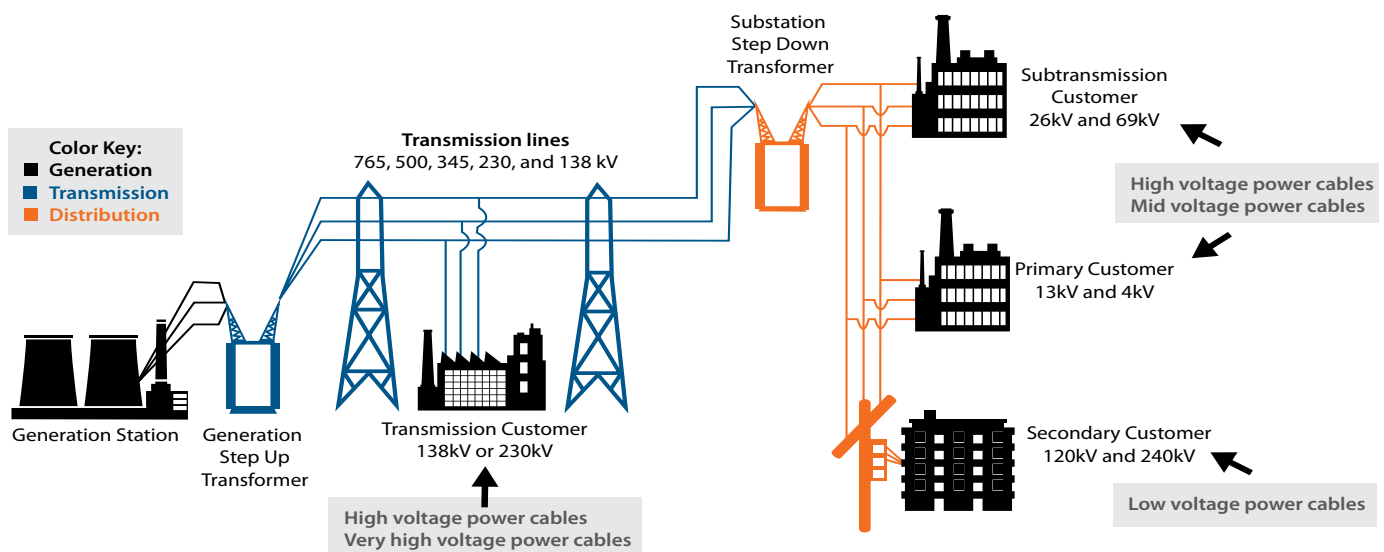 Substation
Step Down
Transformer
Subtransmission
Customer
26kV and 69kV
Transmission lines
765, 500, 345, 230, and 138 kV
Color Key:
Generation
Transmission
Distribution
High voltage power cables
Mid voltage power cables
Primary Customer
13kV and 4kV
Generation Station
Generation
Step Up
Transformer
Transmission Customer
138kV or 230kV
Secondary Customer
120kV and 240kV
High voltage power cables
Very high voltage power cables
Low voltage power cables